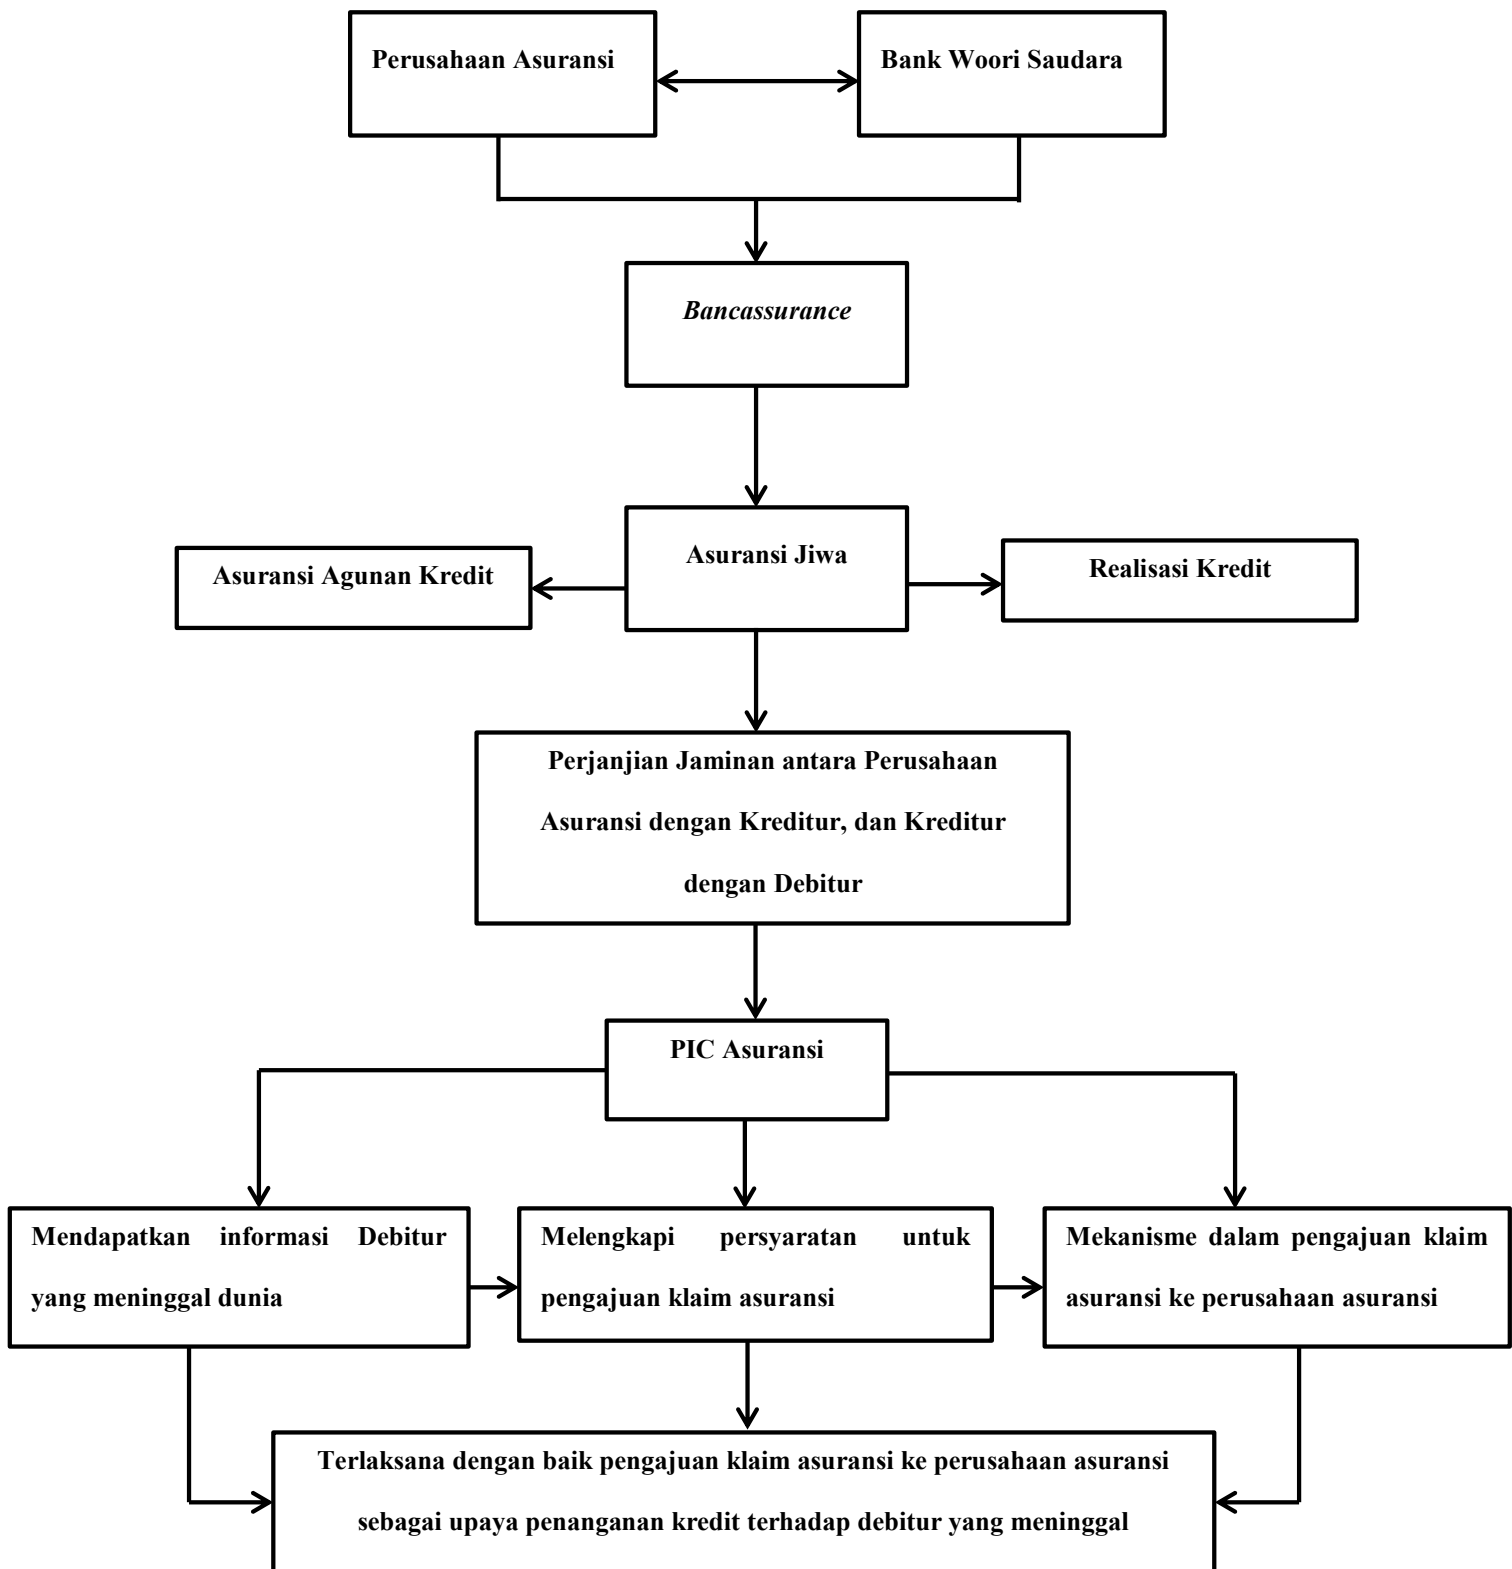 Perusahaan Asuransi
Bank Woori Saudara
Bancassurance
Asuransi Agunan Kredit
Asuransi Jiwa
Realisasi Kredit
Perjanjian Jaminan antara Perusahaan
Asuransi dengan Kreditur, dan Kreditur
dengan Debitur
PIC Asuransi
Mendapatkan informasi Debitur
yang meninggal dunia
Melengkapi persyaratan untuk
pengajuan klaim asuransi
Mekanisme dalam pengajuan klaim
asuransi ke perusahaan asuransi
Terlaksana dengan baik pengajuan klaim asuransi ke perusahaan asuransi
sebagai upaya penanganan kredit terhadap debitur yang meninggal